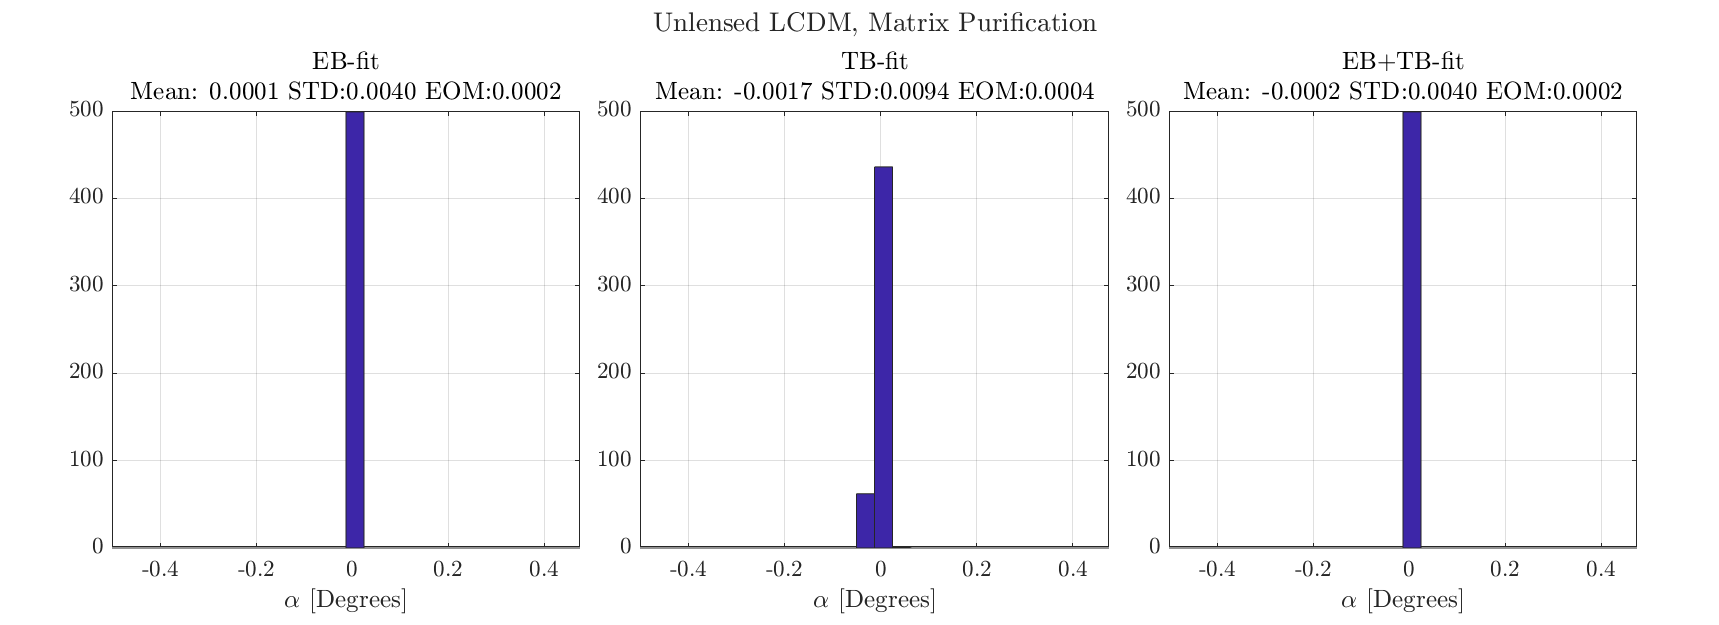 Unlensed LCDM, Matrix Purification
EB-fit
Mean: 0.0001 STD:0.0040 EOM:0.0002
500
400
300
200
100
0
-0.4 -0.2 0 0.2 0.4
α [Degrees]
TB-fit
Mean: -0.0017 STD:0.0094 EOM:0.0004
500
400
300
200
100
0
-0.4 -0.2 0 0.2 0.4
α [Degrees]
EB+TB-fit
Mean: -0.0002 STD:0.0040 EOM:0.0002
500
400
300
200
100
0
-0.4 -0.2 0 0.2 0.4
α [Degrees]